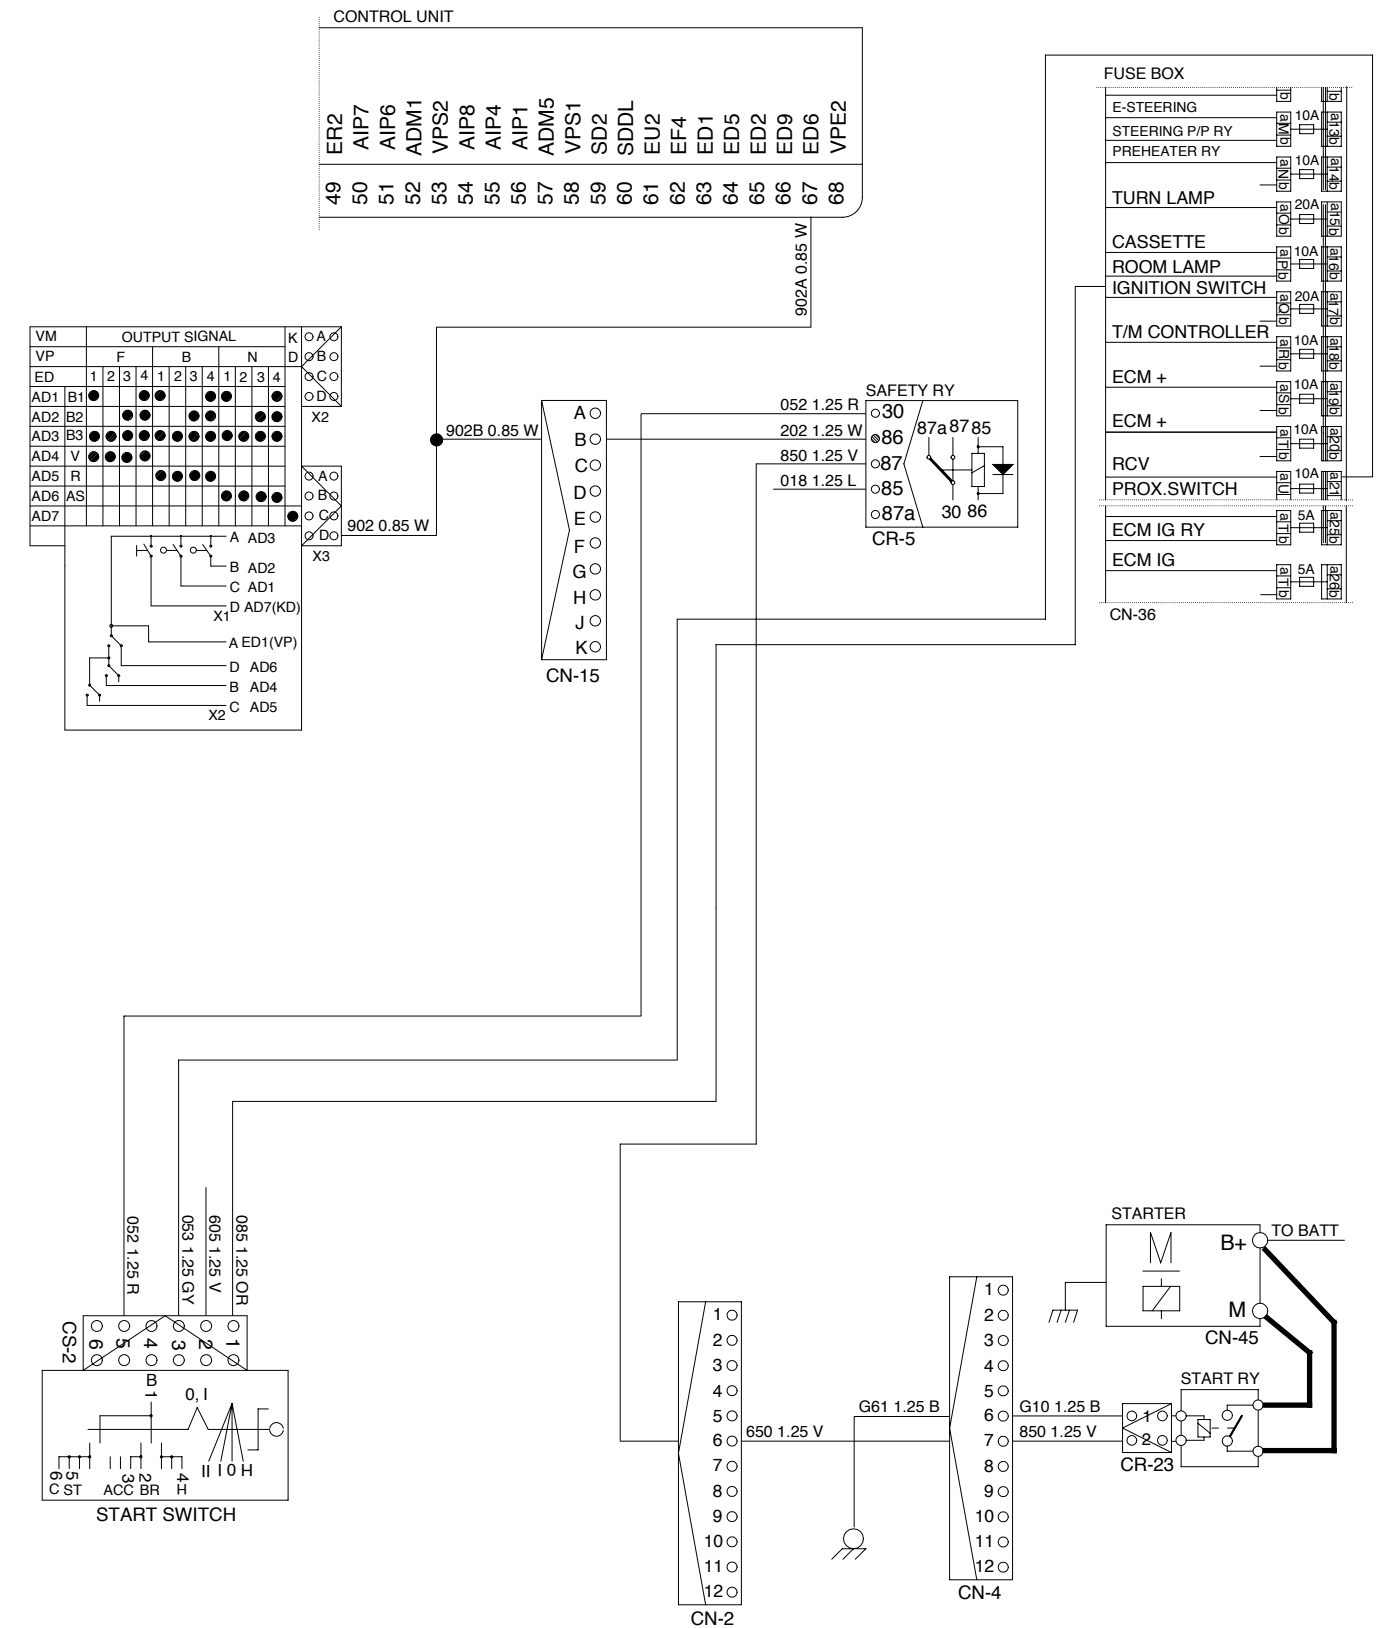 CONTROL UNIT
ER2 AIP7 AIP6 ADM1 VPS2 AIP8 AIP4 AIP1 ADM5 VPS1 SD2 SDDL EU2 EF4 ED1 ED5 ED2 ED9 ED6 VPE2
49 50 51 52 53 54 55 56 57 58 59 60 61 62 63 64 65 66 67 68
902A 0.85 W
FUSE BOX
b b
E-STEERING
a M b 10A a 13 b
STEERING P/P RY
PREHEATER RY
a N b 10A a 14 b
TURN LAMP
a O b 20A a 15 b
CASSETTE
a P b 10A a 16 b
ROOM LAMP
IGNITION SWITCH
a Q b 20A a 17 b
T/M CONTROLLER
a R b 10A a 18 b
ECM +
a S b 10A a 19 b
ECM +
a T b 10A a 20 b
RCV
a U 10A a 21
PROX.SWITCH
ECM IG RY
a T b 5A a 25 b
ECM IG
a T b 5A a 26 b
CN-36
VM OUTPUT SIGNAL K
VP F B N D
ED 1 2 3 4 1 2 3 4 1 2 3 4
AD1 B1
AD2 B2
AD3 B3
AD4 V
AD5 R
AD6 AS
AD7
A
B
C
D
X2
A
B
C
D
X3
902 0.85 W
A AD3
B AD2
C AD1
D AD7(KD)
X1
A ED1(VP)
D AD6
B AD4
C AD5
X2
902B 0.85 W
A
B
C
D
E
F
G
H
J
K
CN-15
SAFETY RY
052 1.25 R 30
202 1.25 W 86
850 1.25 V 87
018 1.25 L 85
87a
87a 87 85
30 86
CR-5
052 1.25 R
053 1.25 GY
605 1.25 V
085 1.25 OR
CS-2
6 5 4 3 2 1
B
1
0, I
II I 0 H
6 5 3 2 4
C ST ACC BR H
START SWITCH
1
2
3
4
5
6
7
8
9
10
11
12
CN-2
650 1.25 V
G61 1.25 B
1
2
3
4
5
6
7
8
9
10
11
12
CN-4
G10 1.25 B
850 1.25 V
1
2
CR-23
START RY
STARTER
M
B+
TO BATT
M
CN-45